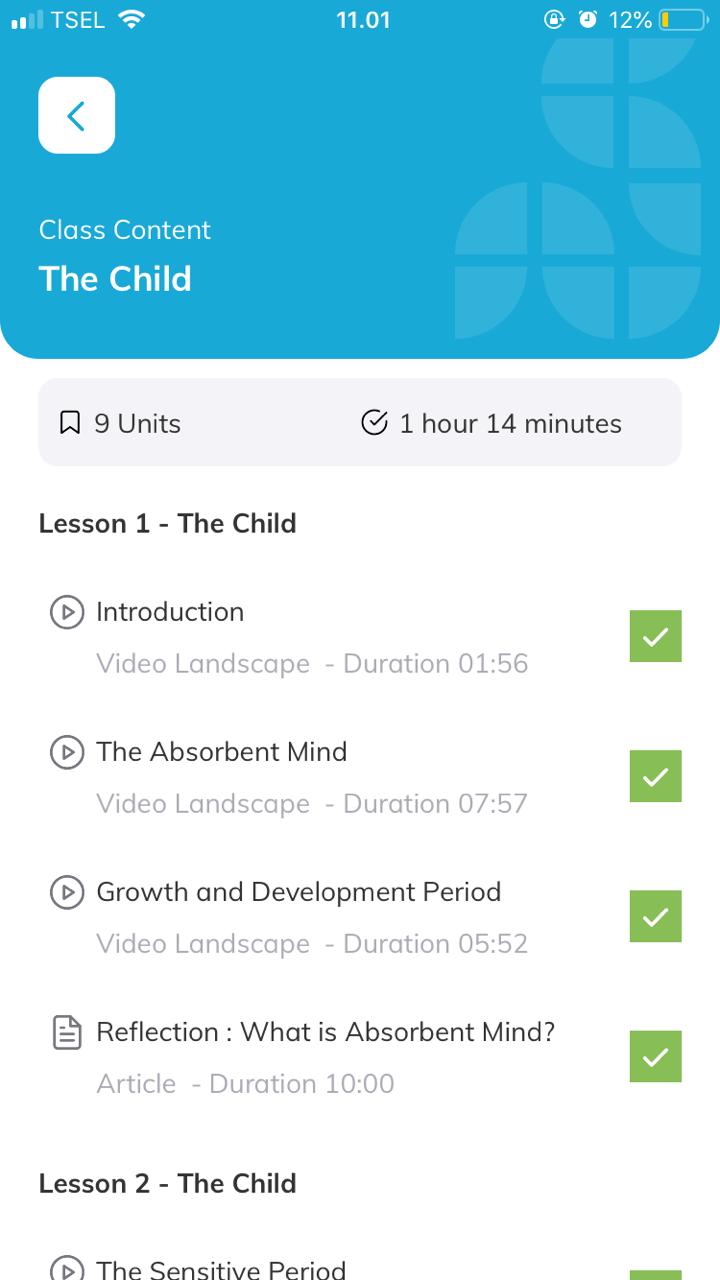 TSEL 11.01 12%
Class Content
The Child
9 Units 1 hour 14 minutes
Lesson 1 - The Child
Introduction
Video Landscape - Duration 01:56
The Absorbent Mind
Video Landscape - Duration 07:57
Growth and Development Period
Video Landscape - Duration 05:52
Reflection : What is Absorbent Mind?
Article - Duration 10:00
Lesson 2 - The Child
The Sensitive Period